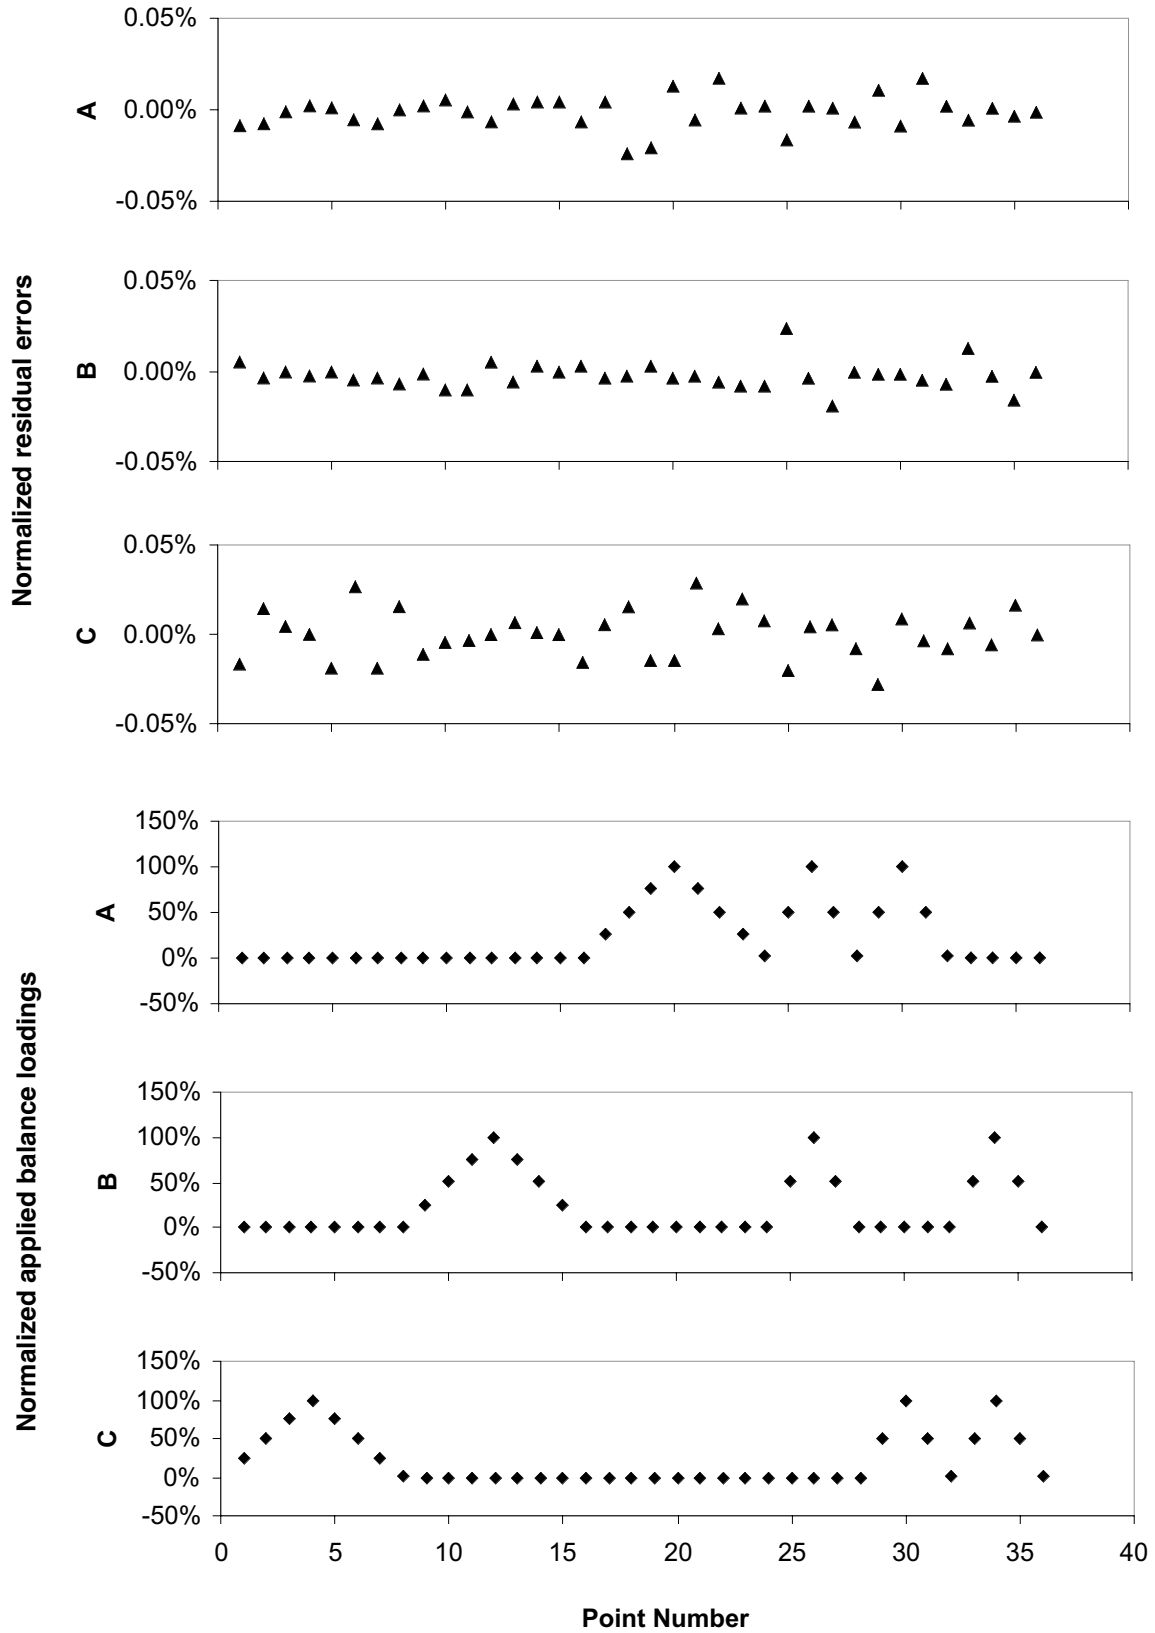 Normalized residual errors
A
0.05%
0.00%
-0.05%
B
0.05%
0.00%
-0.05%
C
0.05%
0.00%
-0.05%
Normalized applied balance loadings
A
150%
100%
50%
0%
-50%
B
150%
100%
50%
0%
-50%
C
150%
100%
50%
0%
-50%
0 5 10 15 20 25 30 35 40
Point Number